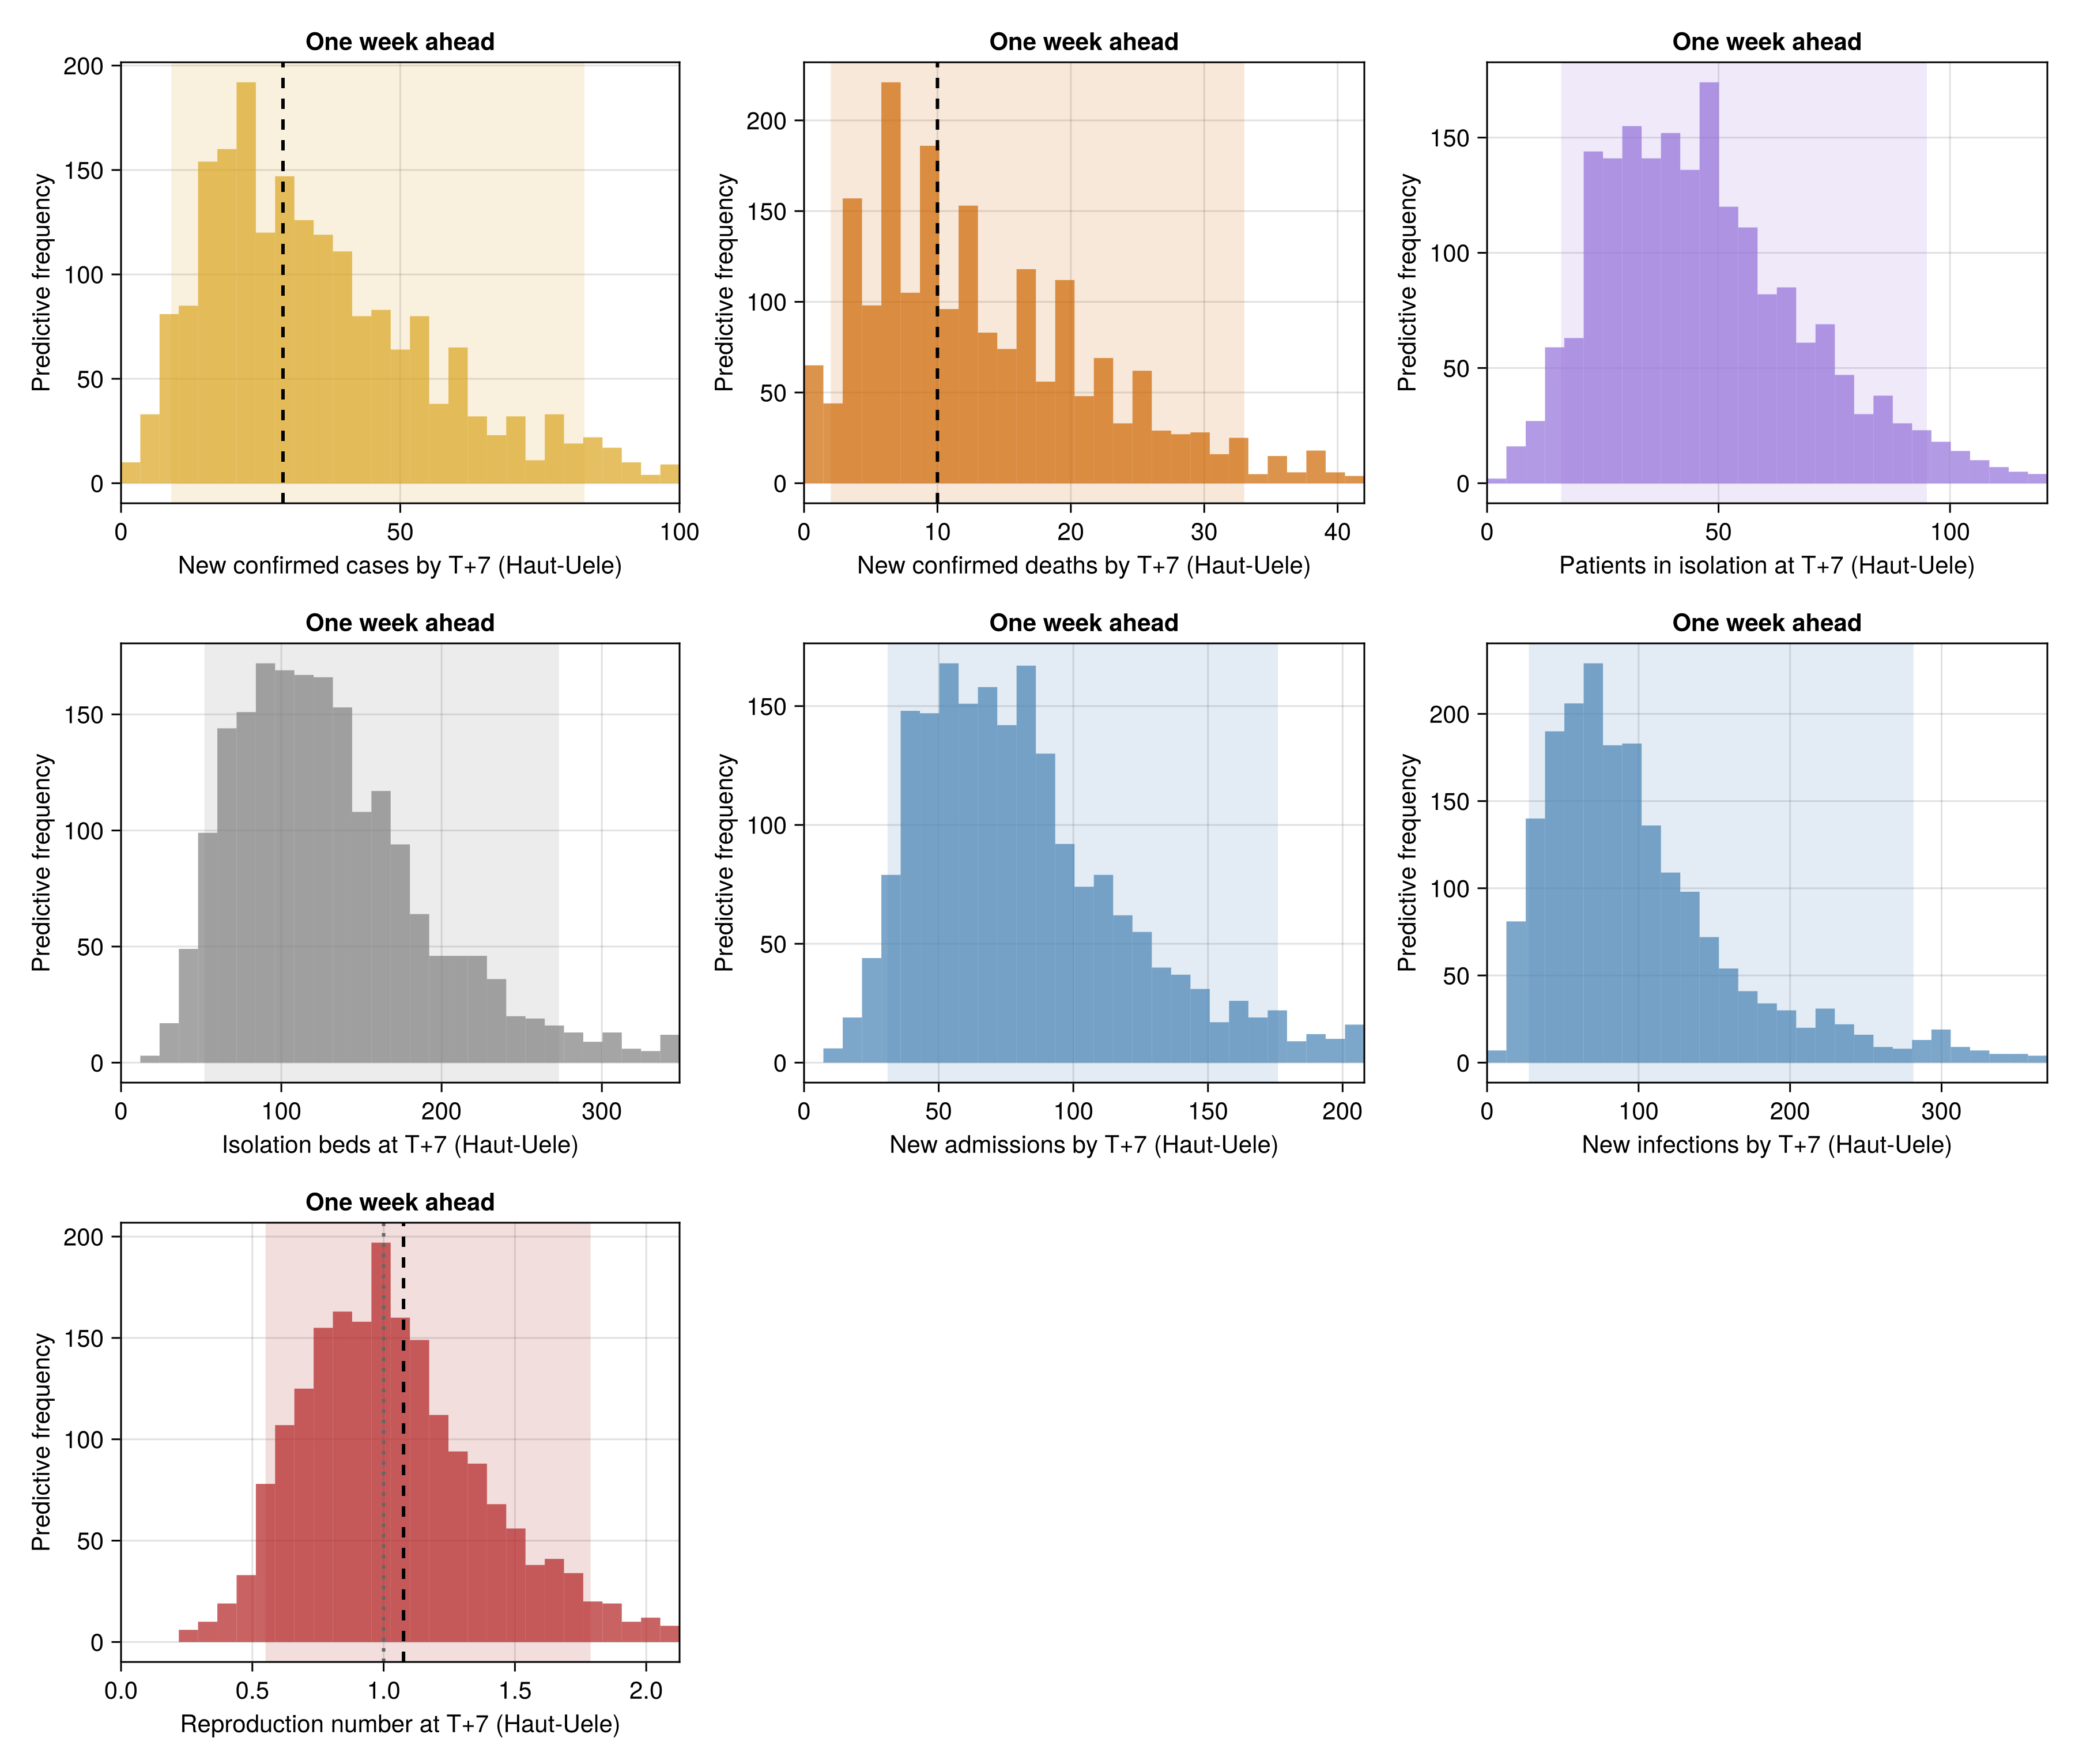 One week ahead
One week ahead
One week ahead
Predictive frequency
200
150
100
50
0
0
50
100
New confirmed cases by T+7 (Haut-Uele)
Predictive frequency
200
150
100
50
0
0
10
20
30
40
New confirmed deaths by T+7 (Haut-Uele)
Predictive frequency
150
100
50
0
0
50
100
Patients in isolation at T+7 (Haut-Uele)
One week ahead
One week ahead
One week ahead
Predictive frequency
150
100
50
0
0
100
200
300
Isolation beds at T+7 (Haut-Uele)
Predictive frequency
150
100
50
0
0
50
100
150
200
New admissions by T+7 (Haut-Uele)
Predictive frequency
200
150
100
50
0
0
100
200
300
New infections by T+7 (Haut-Uele)
One week ahead
Predictive frequency
200
150
100
50
0
0.0
0.5
1.0
1.5
2.0
Reproduction number at T+7 (Haut-Uele)